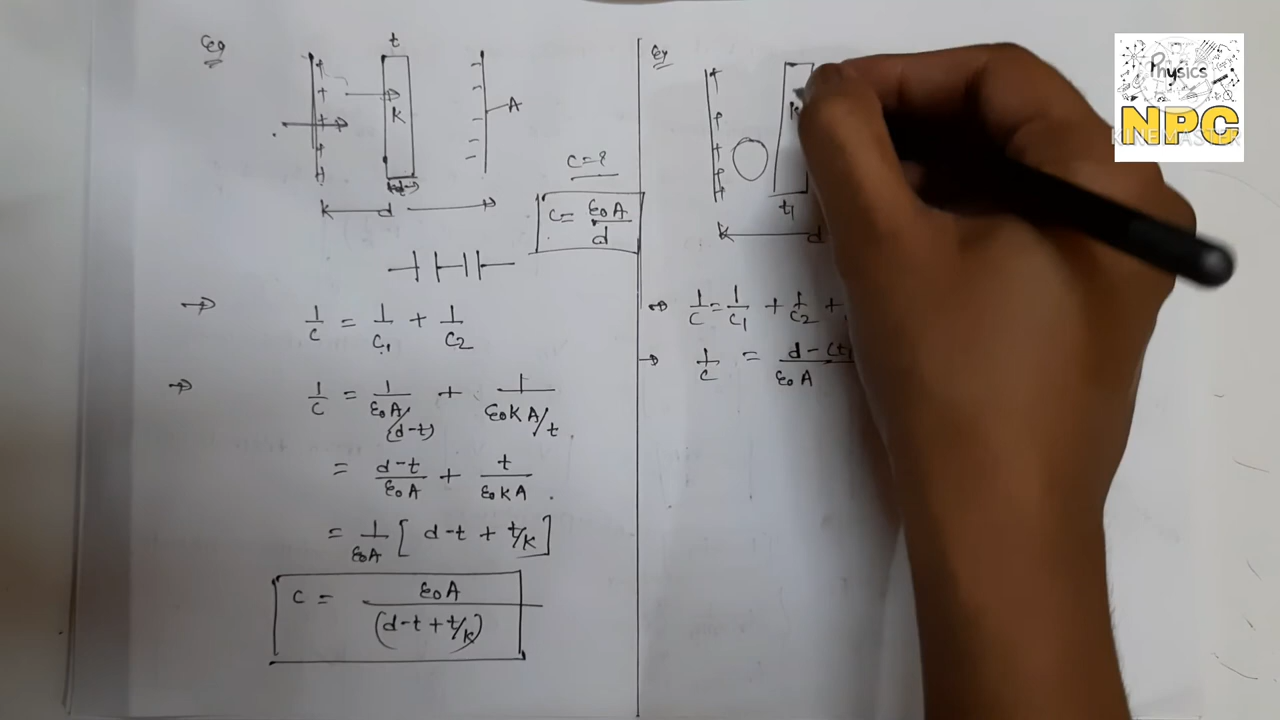 Eg
t
K
A
d
C=?
C = ε0A/d
1/C = 1/C1 + 1/C2
1/C = 1/(ε0A/(d-t)) + 1/(ε0KA/t)
= (d-t)/(ε0A) + t/(ε0KA)
= 1/(ε0A) [d-t + t/K]
C = ε0A/(d-t+t/K)
Eg
t1
d
1/C = 1/C1 + 1/C2 +
1/C = d-(t1 / ε0A
Physics
NPC
KINEMASTER